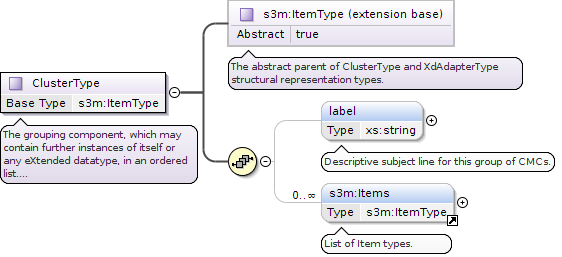 s3m:ItemType (extension base)
Abstract true
The abstract parent of ClusterType and XdAdapterType
structural representation types.
ClusterType
Base Type s3m:ItemType
The grouping component, which may
contain further instances of itself or
any eXtended datatype, in an ordered
list....
label
Type xs:string
Descriptive subject line for this group of CMCs.
0..∞
s3m:Items
Type s3m:ItemType
List of Item types.